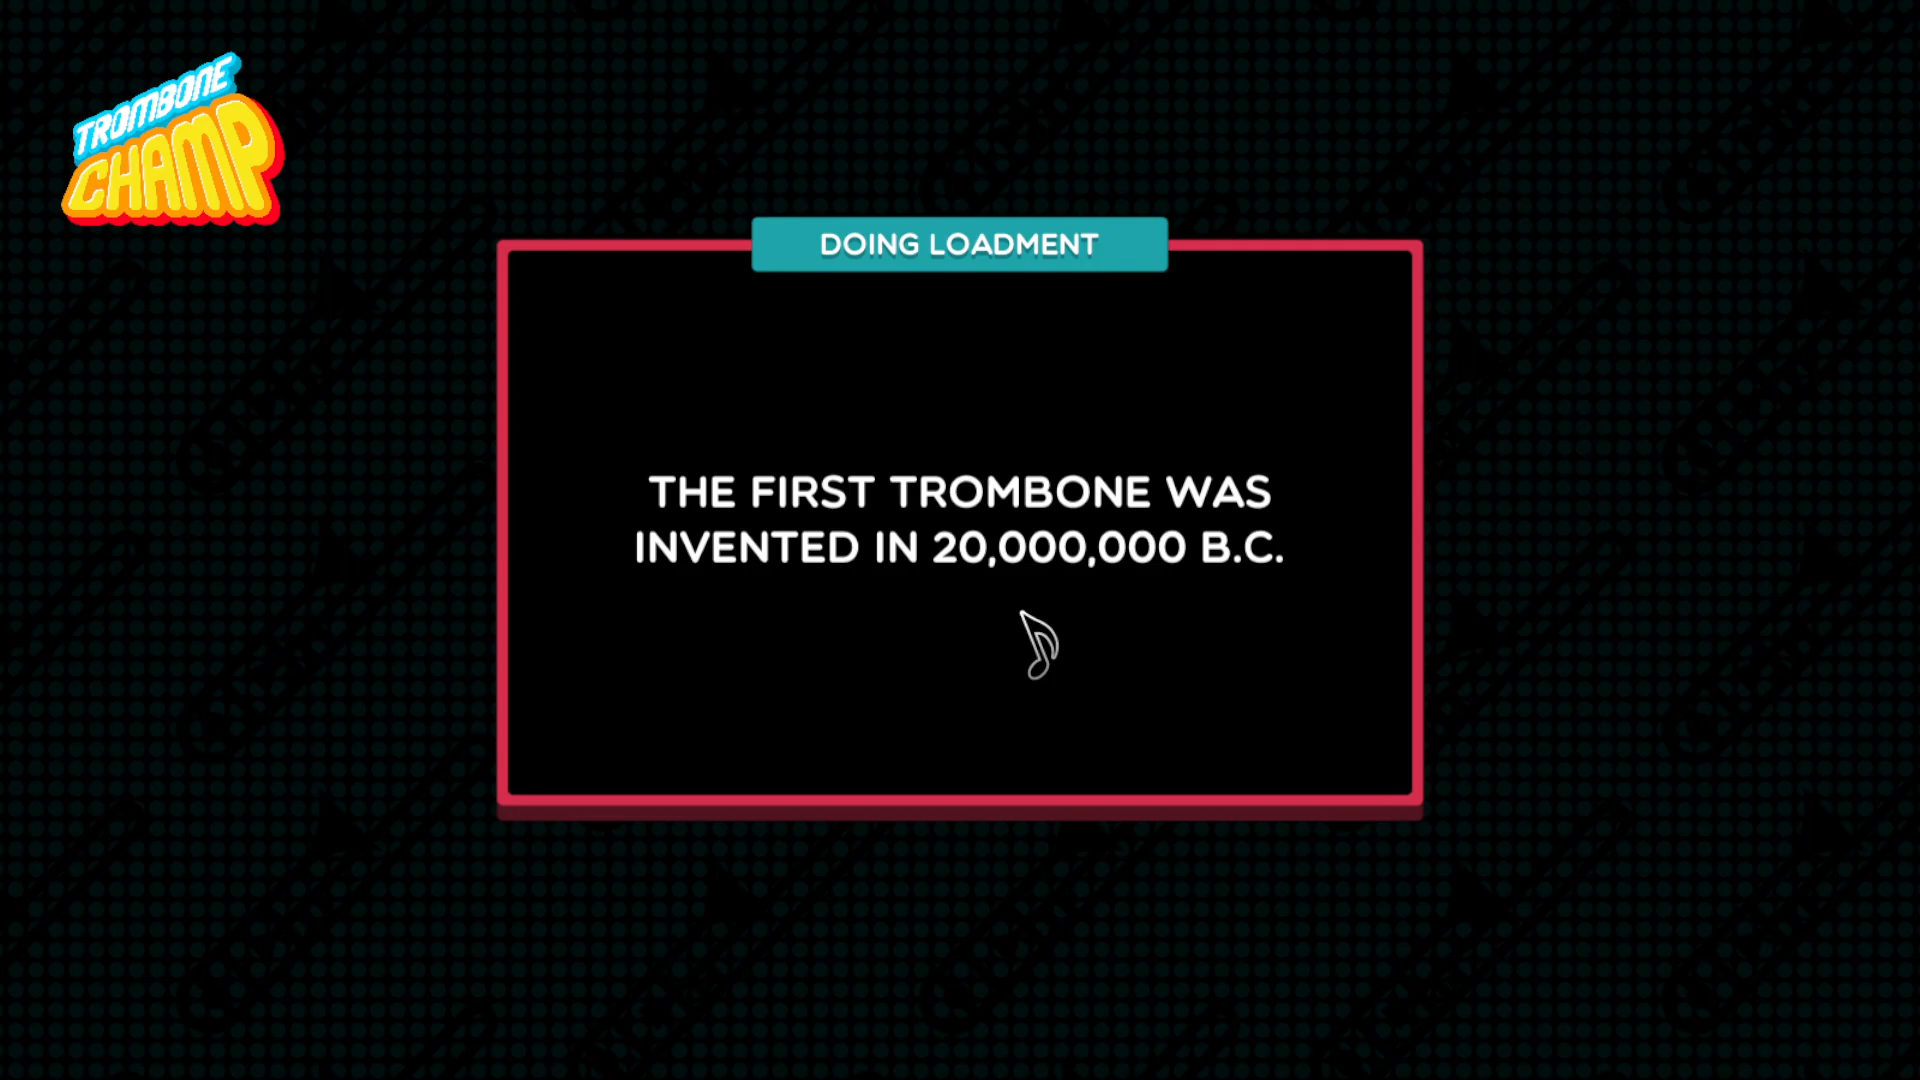 TROMBONE
CHAMP
DOING LOADMENT
THE FIRST TROMBONE WAS
INVENTED IN 20,000,000 B.C.